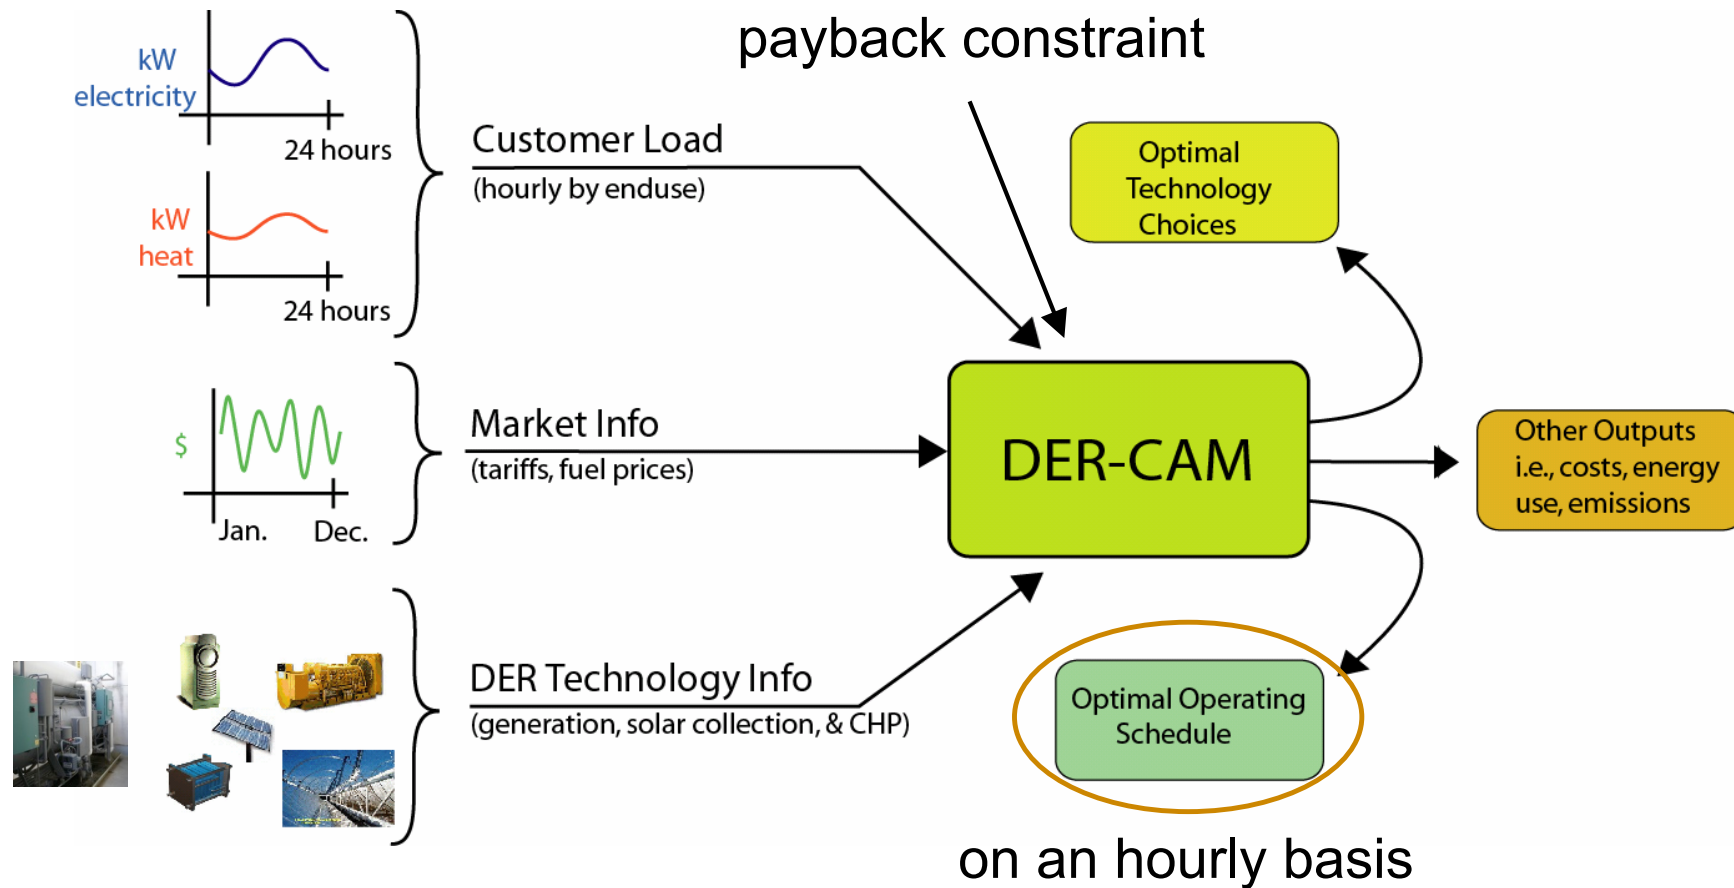 payback constraint
kW
electricity
24 hours
kW
heat
24 hours
Customer Load
(hourly by enduse)
Optimal
Technology
Choices
$
Jan.
Dec.
Market Info
(tariffs, fuel prices)
DER-CAM
Other Outputs
i.e., costs, energy
use, emissions
DER Technology Info
(generation, solar collection, & CHP)
Optimal Operating
Schedule
on an hourly basis